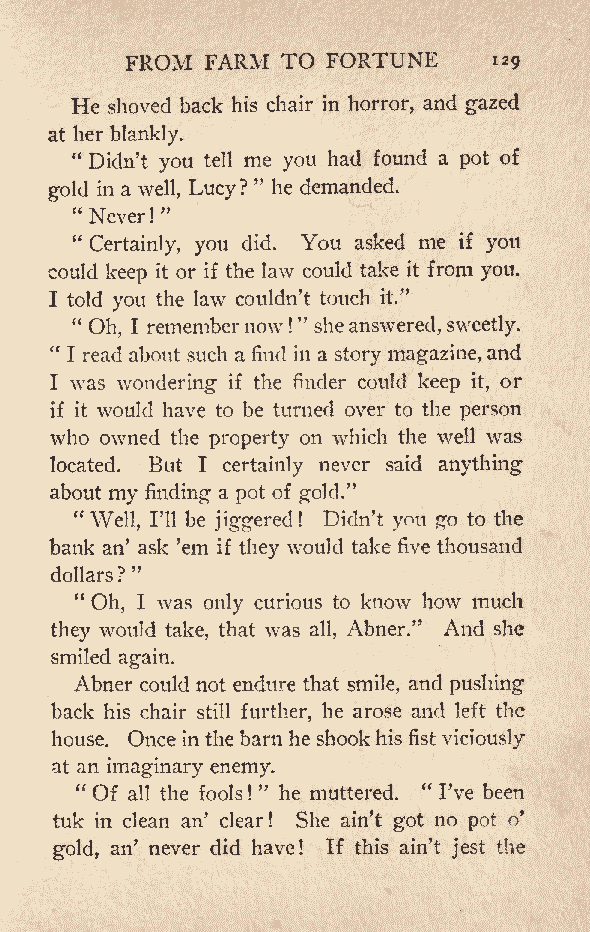 FROM FARM TO FORTUNE 129
He shoved back his chair in horror, and gazed
at her blankly.
“ Didn’t you tell me you had found a pot of
gold in a well, Lucy? ” he demanded.
“ Never! ”
“ Certainly, you did. You asked me if you
could keep it or if the law could take it from you.
I told you the law couldn’t touch it.”
“ Oh, I remember now! ” she answered, sweetly.
“ I read about such a find in a story magazine, and
I was wondering if the finder could keep it, or
if it would have to be turned over to the person
who owned the property on which the well was
located. But I certainly never said anything
about my finding a pot of gold.”
“ Well, I’ll be jiggered! Didn’t you go to the
bank an’ ask ’em if they would take five thousand
dollars? ”
“ Oh, I was only curious to know how much
they would take, that was all, Abner.” And she
smiled again.
Abner could not endure that smile, and pushing
back his chair still further, he arose and left the
house. Once in the barn he shook his fist viciously
at an imaginary enemy.
“ Of all the fools! ” he muttered. “ I’ve been
tuk in clean an’ clear! She ain’t got no pot o’
gold, an’ never did have! If this ain’t jest the